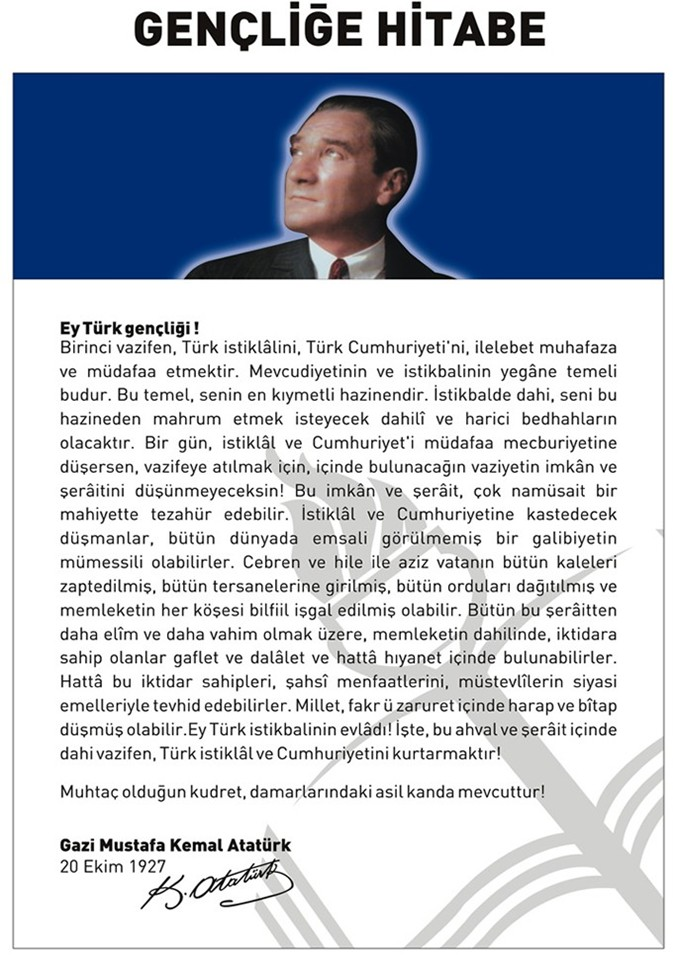 GENÇLİĞE HİTABE
Ey Türk gençliği !
Birinci vazifen, Türk istiklâlini, Türk Cumhuriyeti'ni, ilelebet muhafaza
ve müdafaa etmektir. Mevcudiyetinin ve istikbalinin yegâne temeli
budur. Bu temel, senin en kıymetli hazinendir. İstikbalde dahi, seni bu
hazineden mahrum etmek isteyecek dahilî ve harici bedhahların
olacaktır. Bir gün, istiklâl ve Cumhuriyet'i müdafaa mecburiyetine
düşersen, vazifeye atılmak için, içinde bulunacağın vaziyetin imkân ve
şerâitini düşünmeyeceksin! Bu imkân ve şerâit, çok namüsait bir
mahiyette tezahür edebilir. İstiklâl ve Cumhuriyetine kastedecek
düşmanlar, bütün dünyada emsali görülmemiş bir galibiyetin
mümessili olabilirler. Cebren ve hile ile aziz vatanın bütün kaleleri
zaptedilmiş, bütün tersanelerine girilmiş, bütün orduları dağıtılmış ve
memleketin her köşesi bilfiil işgal edilmiş olabilir. Bütün bu şerâitten
daha elîm ve daha vahim olmak üzere, memleketin dahilinde, iktidara
sahip olanlar gaflet ve dalâlet ve hattâ hıyanet içinde bulunabilirler.
Hattâ bu iktidar sahipleri, şahsî menfaatlerini, müstevlîlerin siyasi
emelleriyle tevhid edebilirler. Millet, fakr ü zaruret içinde harap ve bîtap
düşmüş olabilir.Ey Türk istikbalinin evlâdı! İşte, bu ahval ve şerâit içinde
dahi vazifen, Türk istiklâl ve Cumhuriyetini kurtarmaktır!
Muhtaç olduğun kudret, damarlarındaki asil kanda mevcuttur!
Gazi Mustafa Kemal Atatürk
20 Ekim 1927
K. Atatürk